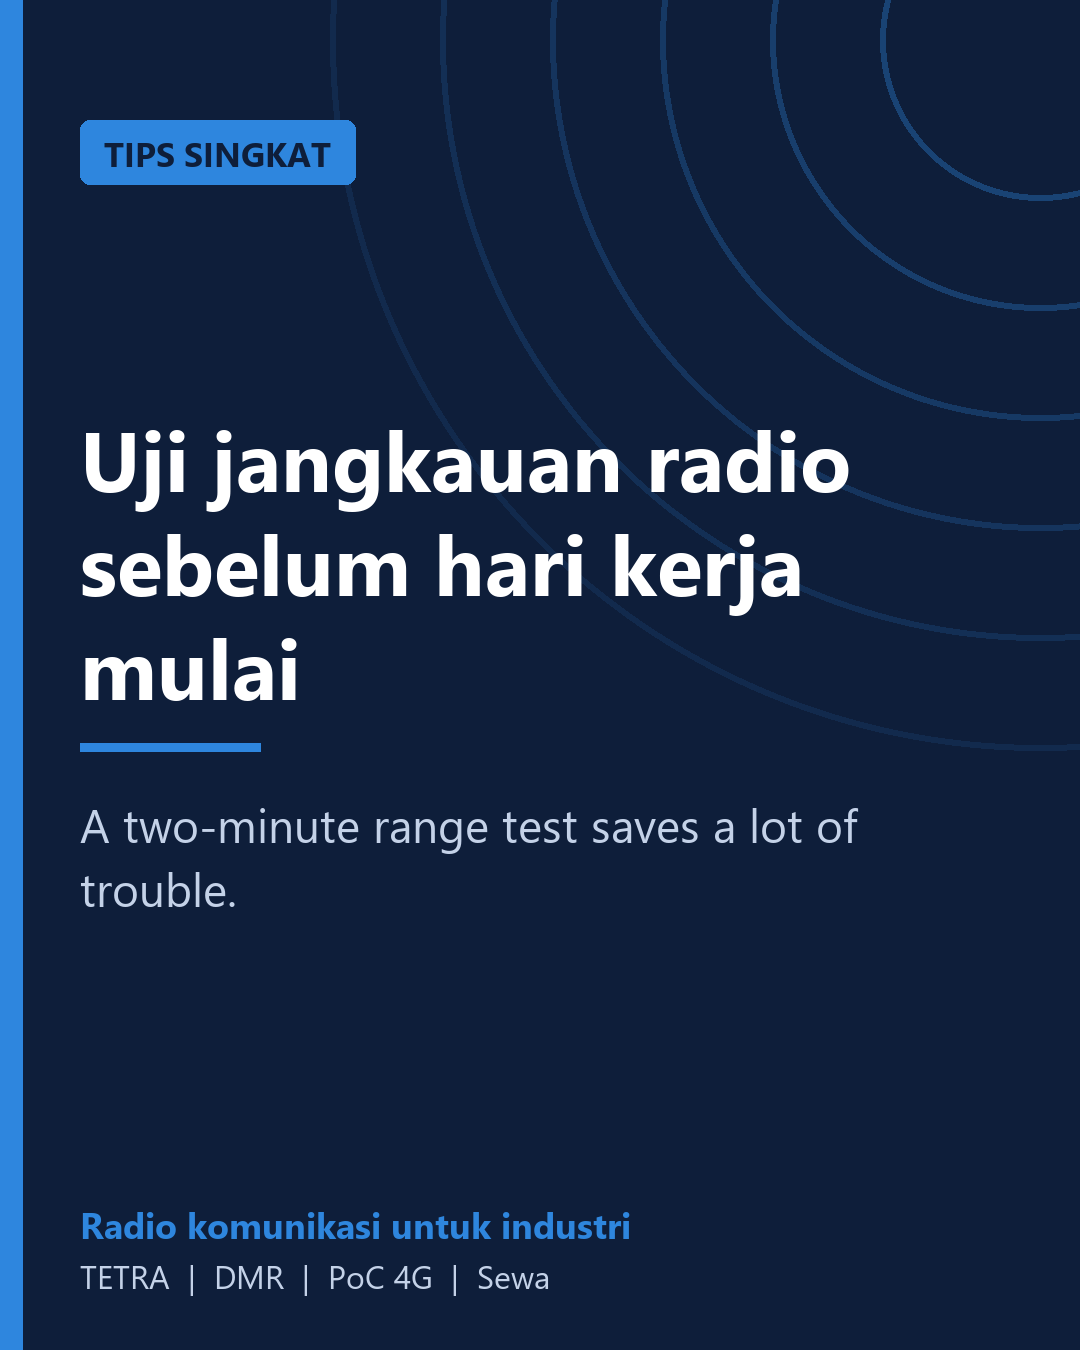 TIPS SINGKAT
Uji jangkauan radio
sebelum hari kerja
mulai
A two-minute range test saves a lot of
trouble.
Radio komunikasi untuk industri
TETRA | DMR | PoC 4G | Sewa